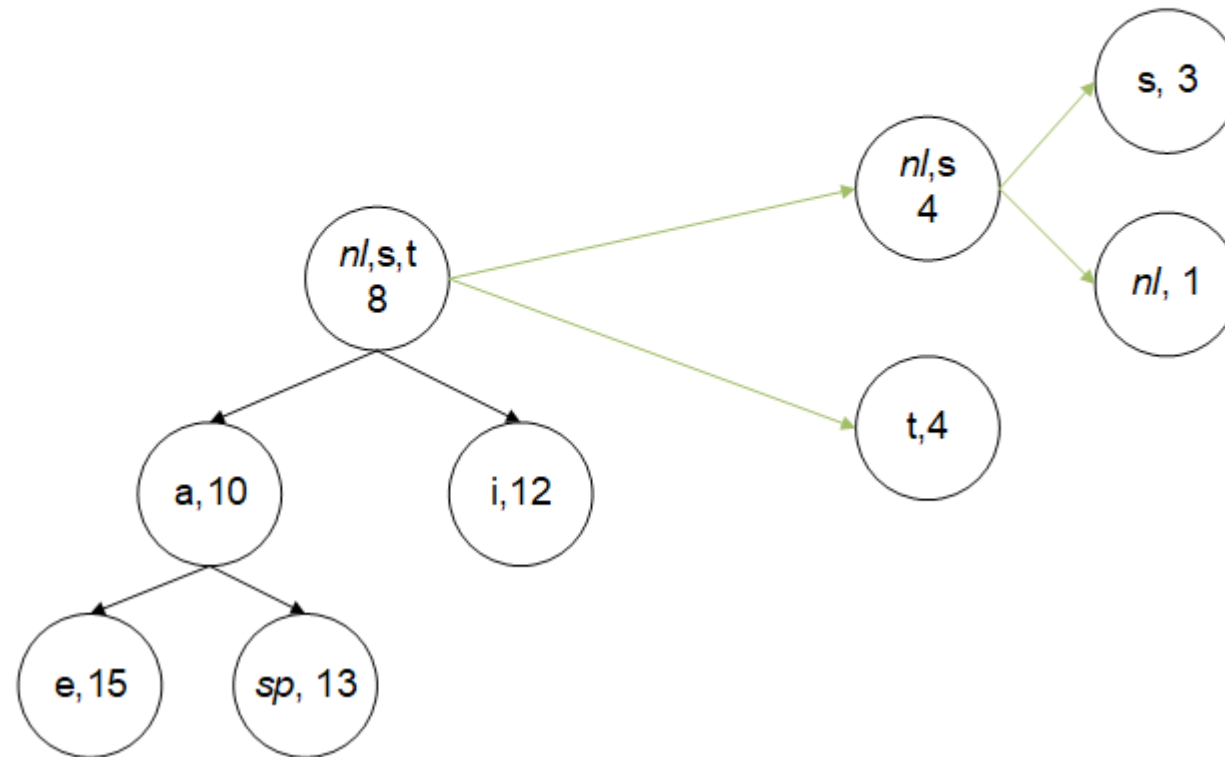 s, 3
nl,s
4
nl,s,t
8
nl, 1
t,4
a,10
i,12
e,15
sp, 13